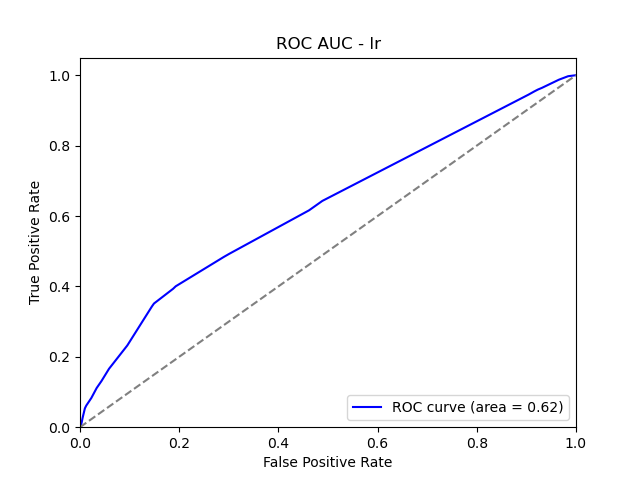 ROC AUC - lr
1.0
0.8
0.6
0.4
0.2
0.0
True Positive Rate
ROC curve (area = 0.62)
0.0 0.2 0.4 0.6 0.8 1.0
False Positive Rate